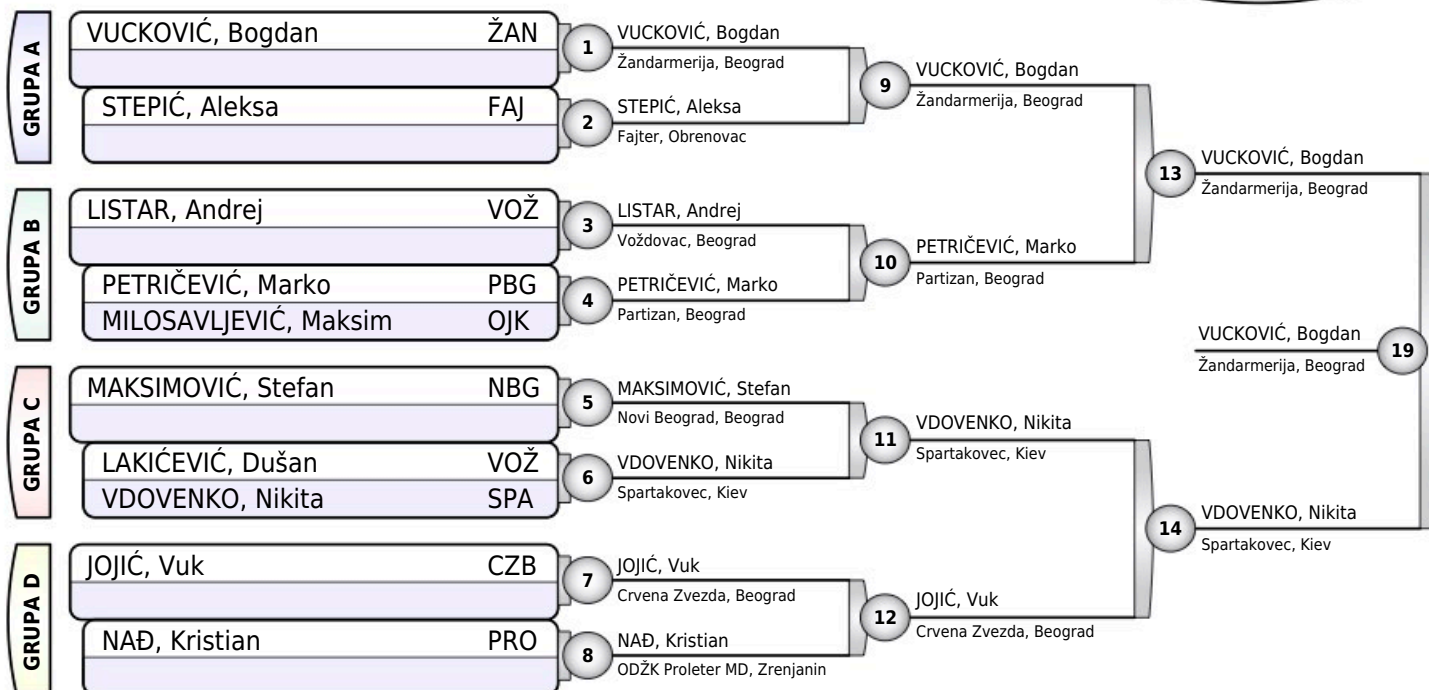 GRUPA A
VUCKOVIĆ, Bogdan ŽAN
STEPIĆ, Aleksa FAJ
GRUPA B
LISTAR, Andrej VOŽ
PETRIČEVIĆ, Marko PBG
MILOSAVLJEVIĆ, Maksim OJK
GRUPA C
MAKSIMOVIĆ, Stefan NBG
LAKIĆEVIĆ, Dušan VOŽ
VDOVENKO, Nikita SPA
GRUPA D
JOJIĆ, Vuk CZB
NAĐ, Kristian PRO
1
VUCKOVIĆ, Bogdan
Žandarmerija, Beograd
2
STEPIĆ, Aleksa
Fajter, Obrenovac
3
LISTAR, Andrej
Voždovac, Beograd
4
PETRIČEVIĆ, Marko
Partizan, Beograd
5
MAKSIMOVIĆ, Stefan
Novi Beograd, Beograd
6
VDOVENKO, Nikita
Spartakovec, Kiev
7
JOJIĆ, Vuk
Crvena Zvezda, Beograd
8
NAĐ, Kristian
ODŽK Proleter MD, Zrenjanin
9
VUCKOVIĆ, Bogdan
Žandarmerija, Beograd
10
PETRIČEVIĆ, Marko
Partizan, Beograd
11
VDOVENKO, Nikita
Spartakovec, Kiev
12
JOJIĆ, Vuk
Crvena Zvezda, Beograd
13
VUCKOVIĆ, Bogdan
Žandarmerija, Beograd
14
VDOVENKO, Nikita
Spartakovec, Kiev
VUCKOVIĆ, Bogdan
Žandarmerija, Beograd
19